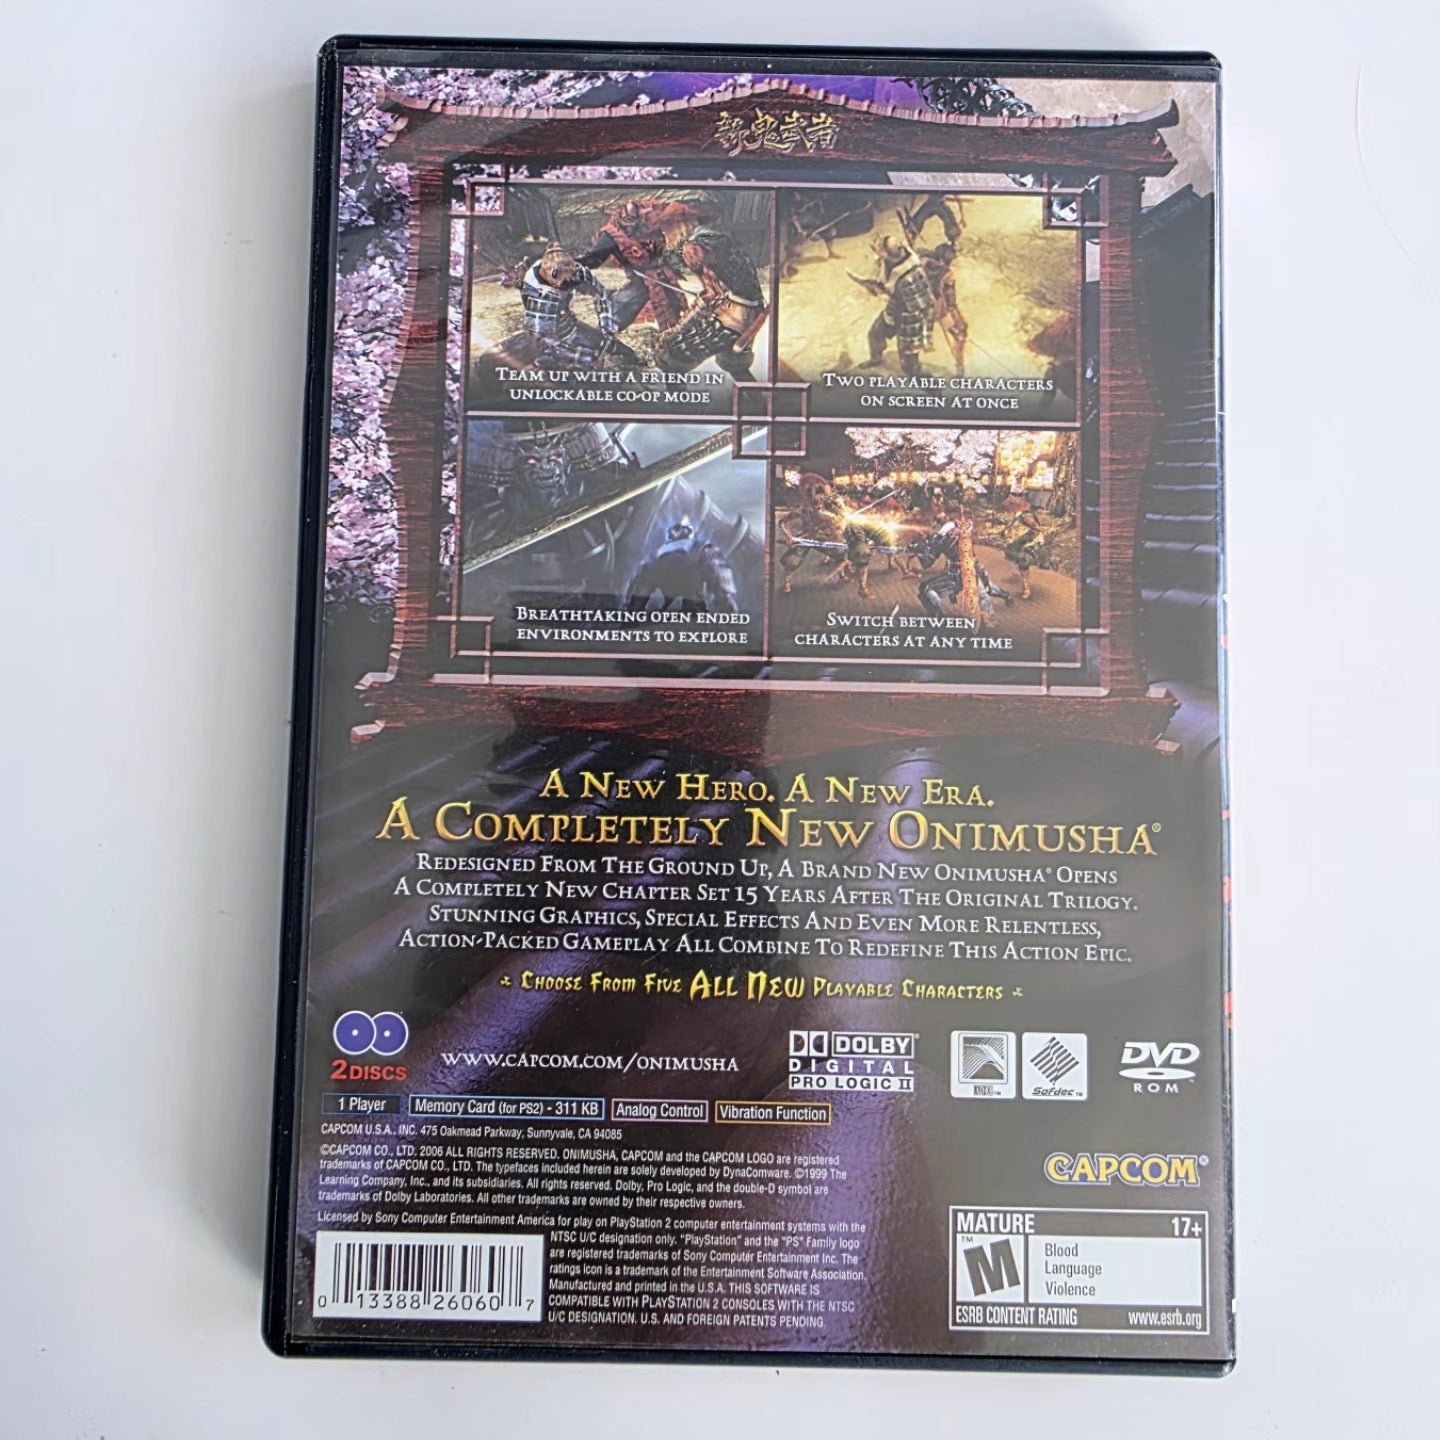 新鬼武者
TEAM UP WITH A FRIEND IN
UNLOCKABLE CO-OP MODE
TWO PLAYABLE CHARACTERS
ON SCREEN AT ONCE
BREATHTAKING OPEN ENDED
ENVIRONMENTS TO EXPLORE
SWITCH BETWEEN
CHARACTERS AT ANY TIME
A NEW HERO. A NEW ERA.
A COMPLETELY NEW ONIMUSHA®
REDESIGNED FROM THE GROUND UP, A BRAND NEW ONIMUSHA® OPENS
A COMPLETELY NEW CHAPTER SET 15 YEARS AFTER THE ORIGINAL TRILOGY.
STUNNING GRAPHICS, SPECIAL EFFECTS AND EVEN MORE RELENTLESS,
ACTION-PACKED GAMEPLAY ALL COMBINE TO REDEFINE THIS ACTION EPIC.
CHOOSE FROM FIVE ALL NEW PLAYABLE CHARACTERS
2 DISCS
WWW.CAPCOM.COM/ONIMUSHA
DOLBY®
DIGITAL
PRO LOGIC II
ADX™
Sofdec™
DVD™
ROM
1 Player
Memory Card (for PS2) - 311 KB
Analog Control
Vibration Function
CAPCOM U.S.A., INC. 475 Oakmead Parkway, Sunnyvale, CA 94085
©CAPCOM CO., LTD. 2006 ALL RIGHTS RESERVED. ONIMUSHA, CAPCOM and the CAPCOM LOGO are registered
trademarks of CAPCOM CO., LTD. The typefaces included herein are solely developed by DynaComware. ©1999 The
Learning Company, Inc., and its subsidiaries. All rights reserved. Dolby, Pro Logic, and the double-D symbol are
trademarks of Dolby Laboratories. All other trademarks are owned by their respective owners.
Licensed by Sony Computer Entertainment America for play on PlayStation 2 computer entertainment systems with the
NTSC U/C designation only. "PlayStation" and the "PS" Family logo
are registered trademarks of Sony Computer Entertainment Inc. The
ratings icon is a trademark of the Entertainment Software Association.
Manufactured and printed in the U.S.A. THIS SOFTWARE IS
COMPATIBLE WITH PLAYSTATION 2 CONSOLES WITH THE NTSC
U/C DESIGNATION. U.S. AND FOREIGN PATENTS PENDING.
0 13388 26060 7
CAPCOM®
MATURE 17+
M™
Blood
Language
Violence
ESRB CONTENT RATING www.esrb.org